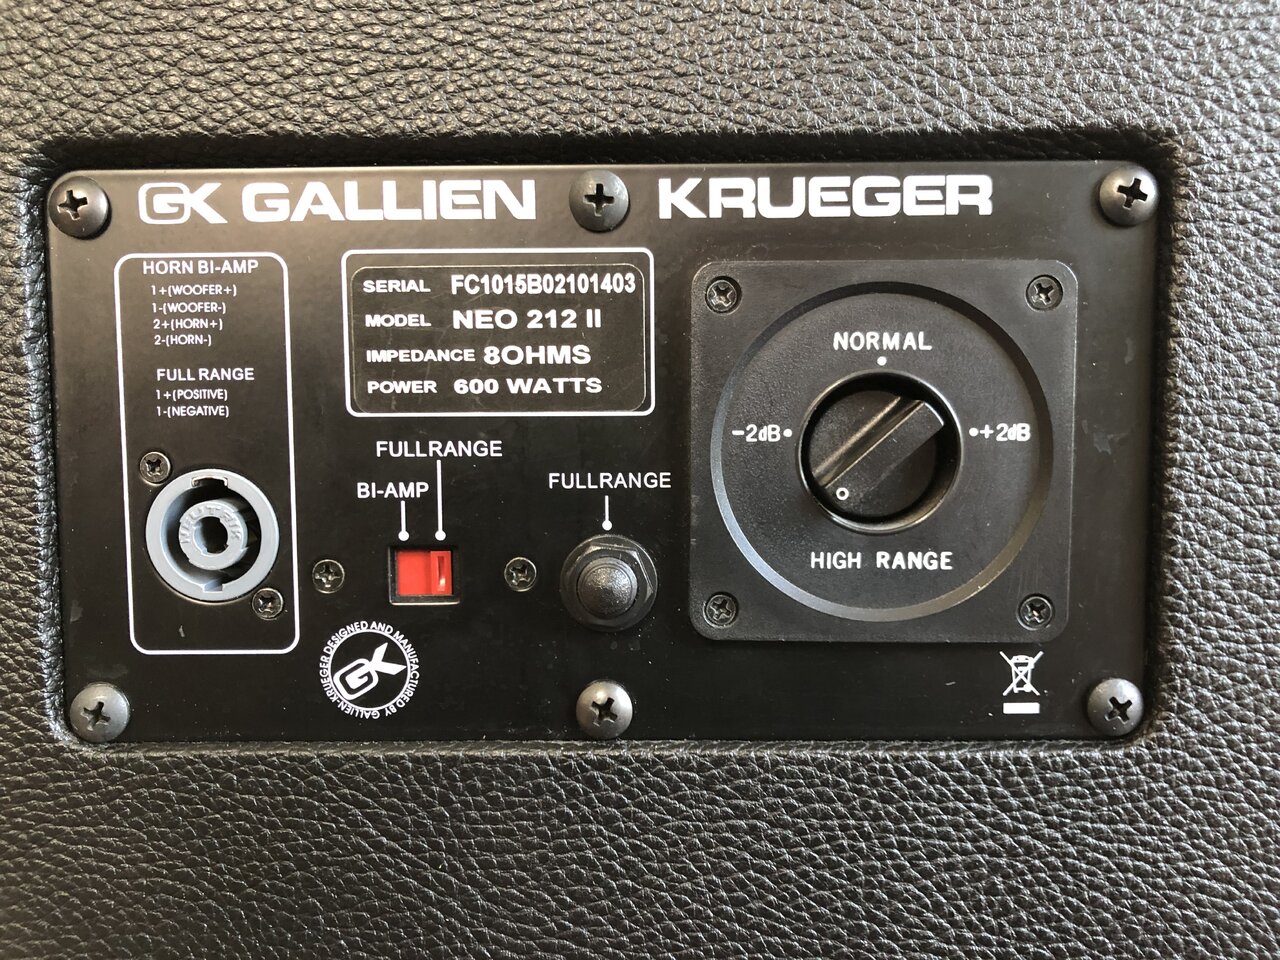 GK GALLIEN KRUEGER
HORN BI-AMP
1+(WOOFER+)
1-(WOOFER-)
2+(HORN+)
2-(HORN-)
FULL RANGE
1+(POSITIVE)
1-(NEGATIVE)
NEUTRIK
SERIAL FC1015B02101403
MODEL NEO 212 II
IMPEDANCE 8OHMS
POWER 600 WATTS
FULLRANGE
BI-AMP
FULLRANGE
GK
DESIGNED AND MANUFACTURED BY GALLIEN-KRUEGER
NORMAL
-2dB
+2dB
HIGH RANGE